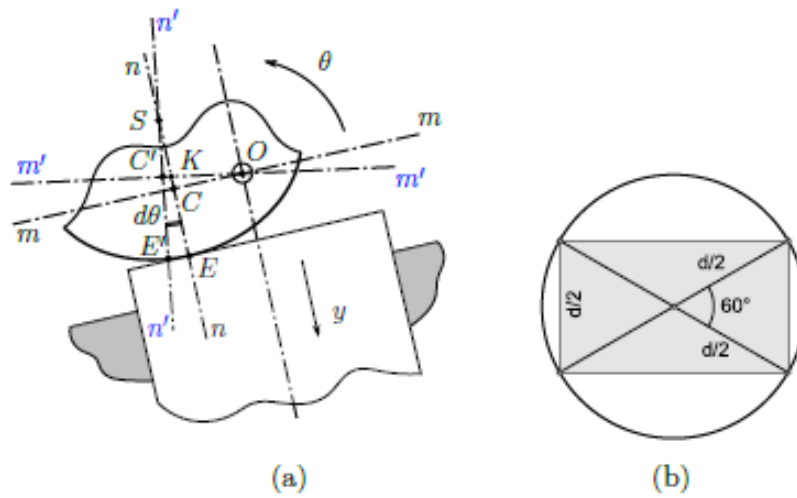 n'
n
θ
S
m
C' K O
m' m'
C
m dθ
E' E
n' n
y
d/2
d/2 60°
d/2
(a) (b)